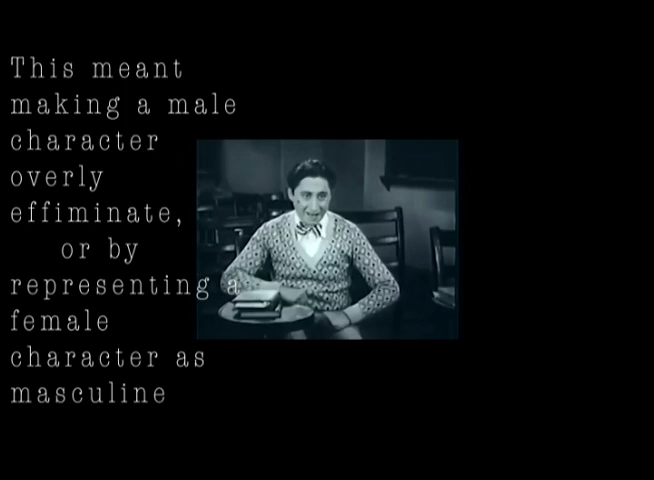 This meant
making a male
character
overly
effiminate,
or by
representing a
female
character as
masculine